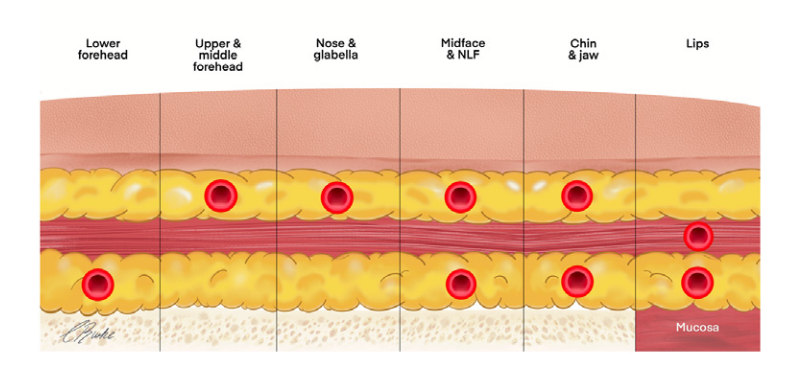 Lower
forehead
Upper &
middle
forehead
Nose &
glabella
Midface
& NLF
Chin
& jaw
Lips
Mucosa